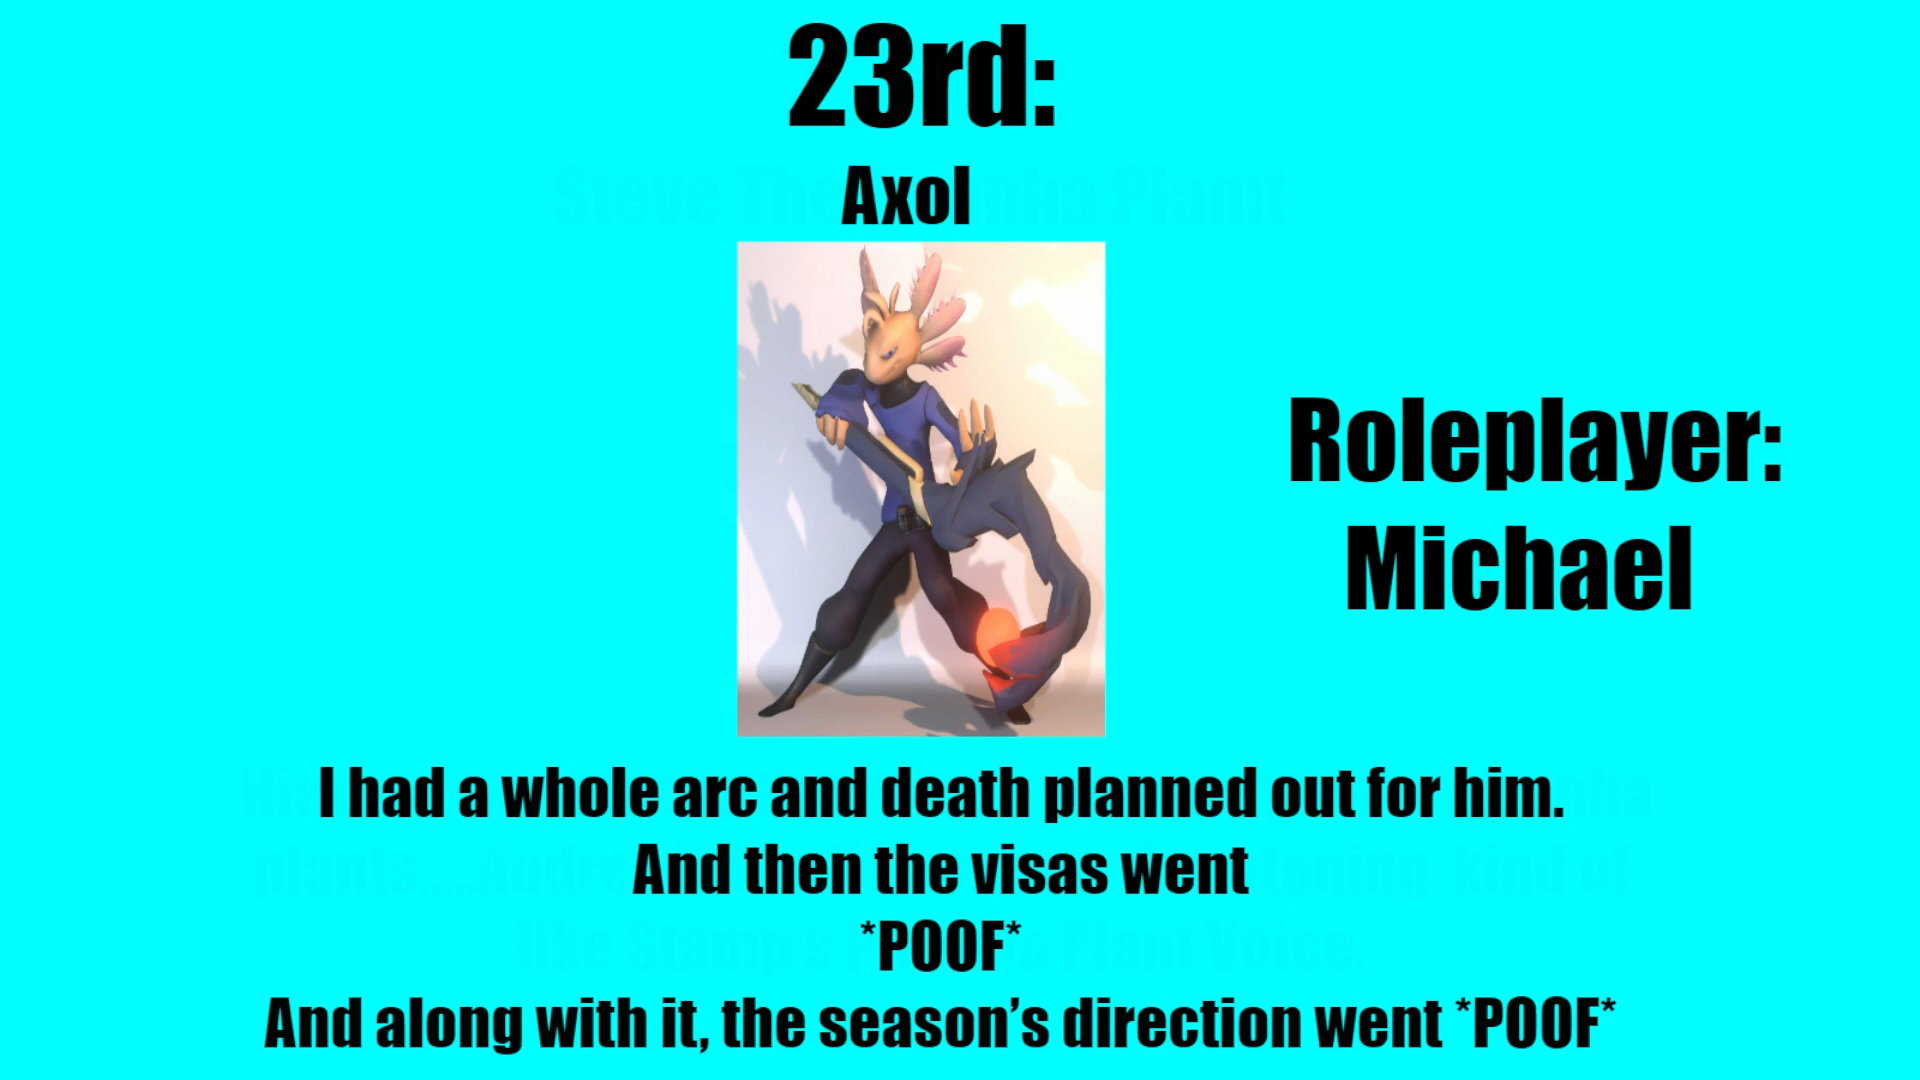 23rd:
Axol
Roleplayer:
Michael
I had a whole arc and death planned out for him.
And then the visas went
*POOF*
And along with it, the season’s direction went *POOF*